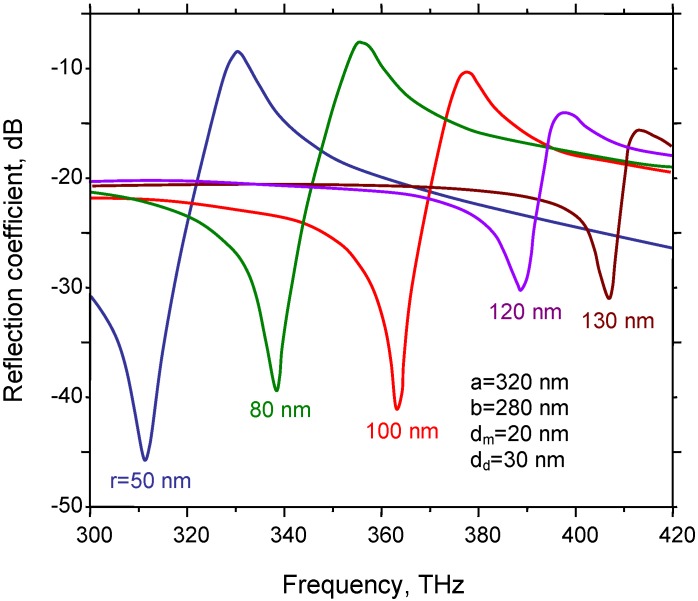 Reflection coefficient, dB
-10
-20
-30
-40
-50
300 320 340 360 380 400 420
Frequency, THz
r=50 nm
80 nm
100 nm
120 nm
130 nm
a=320 nm
b=280 nm
dₘ=20 nm
d_d=30 nm